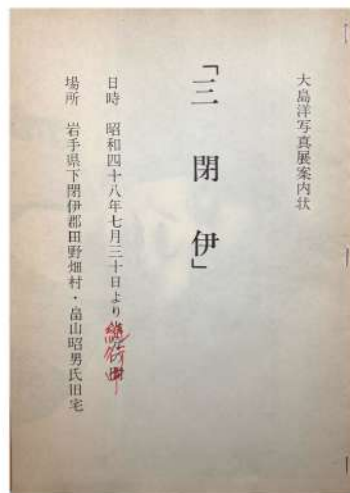 大島洋写真展案内状
「三閉伊」
日時 昭和四十八年七月三十日より
場所 岩手県下閉伊郡田野畑村・畠山昭男氏旧宅